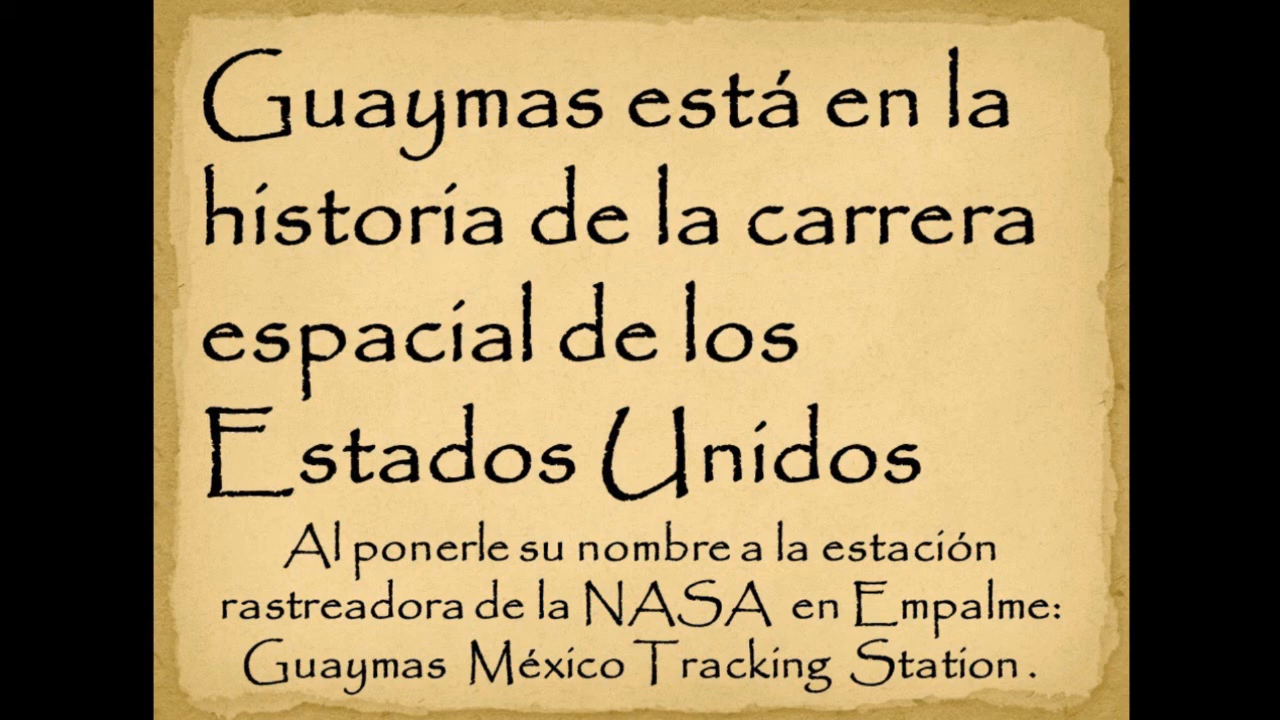 Guaymas está en la
historia de la carrera
espacial de los
Estados Unidos
Al ponerle su nombre a la estación
rastreadora de la NASA en Empalme:
Guaymas México Tracking Station.